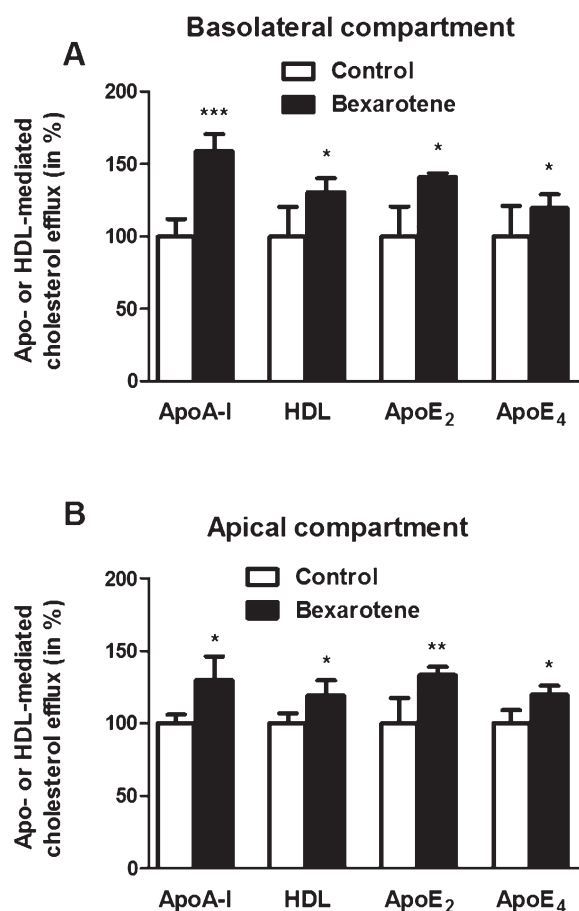 Basolateral compartment
A
Control
Bexarotene
Apo- or HDL-mediated
cholesterol efflux (in %)
200
150
100
50
0
***
*
*
*
ApoA-I HDL ApoE2 ApoE4
B
Apical compartment
Control
Bexarotene
Apo- or HDL-mediated
cholesterol efflux (in %)
200
150
100
50
0
*
*
**
*
ApoA-I HDL ApoE2 ApoE4